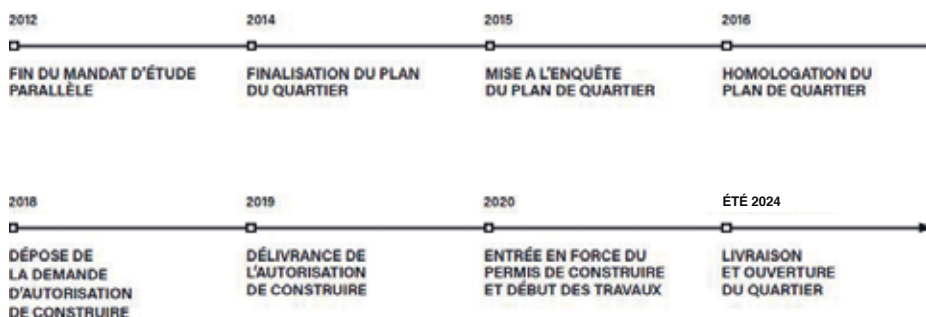 2012
FIN DU MANDAT D'ÉTUDE
PARALLÈLE
2014
FINALISATION DU PLAN
DU QUARTIER
2015
MISE A L'ENQUÊTE
DU PLAN DE QUARTIER
2016
HOMOLOGATION DU
PLAN DE QUARTIER
2018
DÉPOSE DE
LA DEMANDE
D'AUTORISATION
DE CONSTRUIRE
2019
DÉLIVRANCE DE
L'AUTORISATION
DE CONSTRUIRE
2020
ENTRÉE EN FORCE DU
PERMIS DE CONSTRUIRE
ET DÉBUT DES TRAVAUX
ÉTÉ 2024
LIVRAISON
ET OUVERTURE
DU QUARTIER